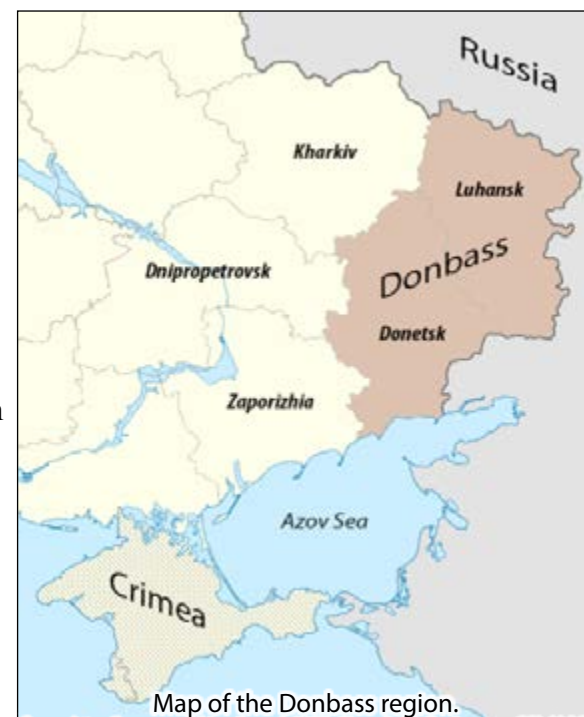 Russia
Kharkiv
Luhansk
Dnipropetrovsk
Donbass
Donetsk
Zaporizhia
Azov Sea
Crimea
Map of the Donbass region.